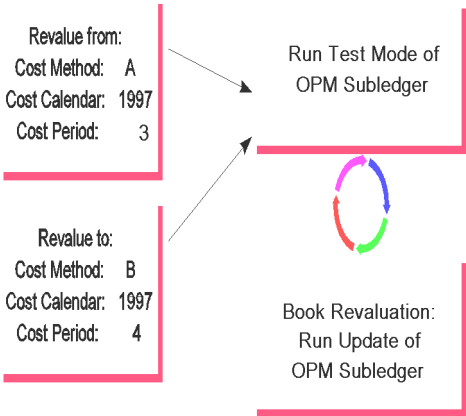 Revalue from:
Cost Method: A
Cost Calendar: 1997
Cost Period: 3
Run Test Mode of
OPM Subledger
Revalue to:
Cost Method: B
Cost Calendar: 1997
Cost Period: 4
Book Revaluation:
Run Update of
OPM Subledger